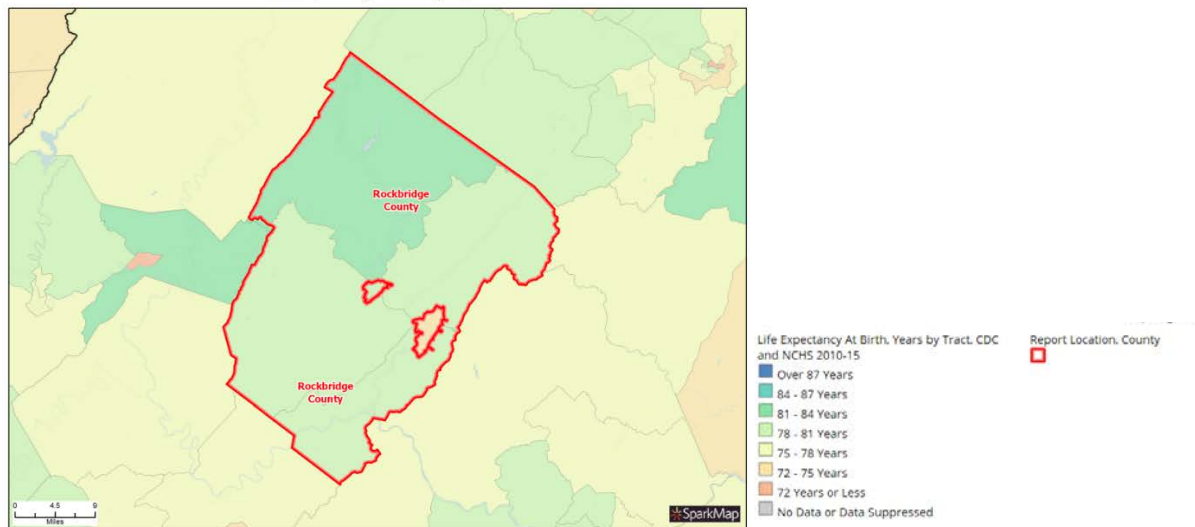 Rockbridge
County
Rockbridge
County
0 4.5 9
Miles
SparkMap
Life Expectancy At Birth, Years by Tract, CDC
and NCHS 2010-15
Over 87 Years
84 - 87 Years
81 - 84 Years
78 - 81 Years
75 - 78 Years
72 - 75 Years
72 Years or Less
No Data or Data Suppressed
Report Location, County